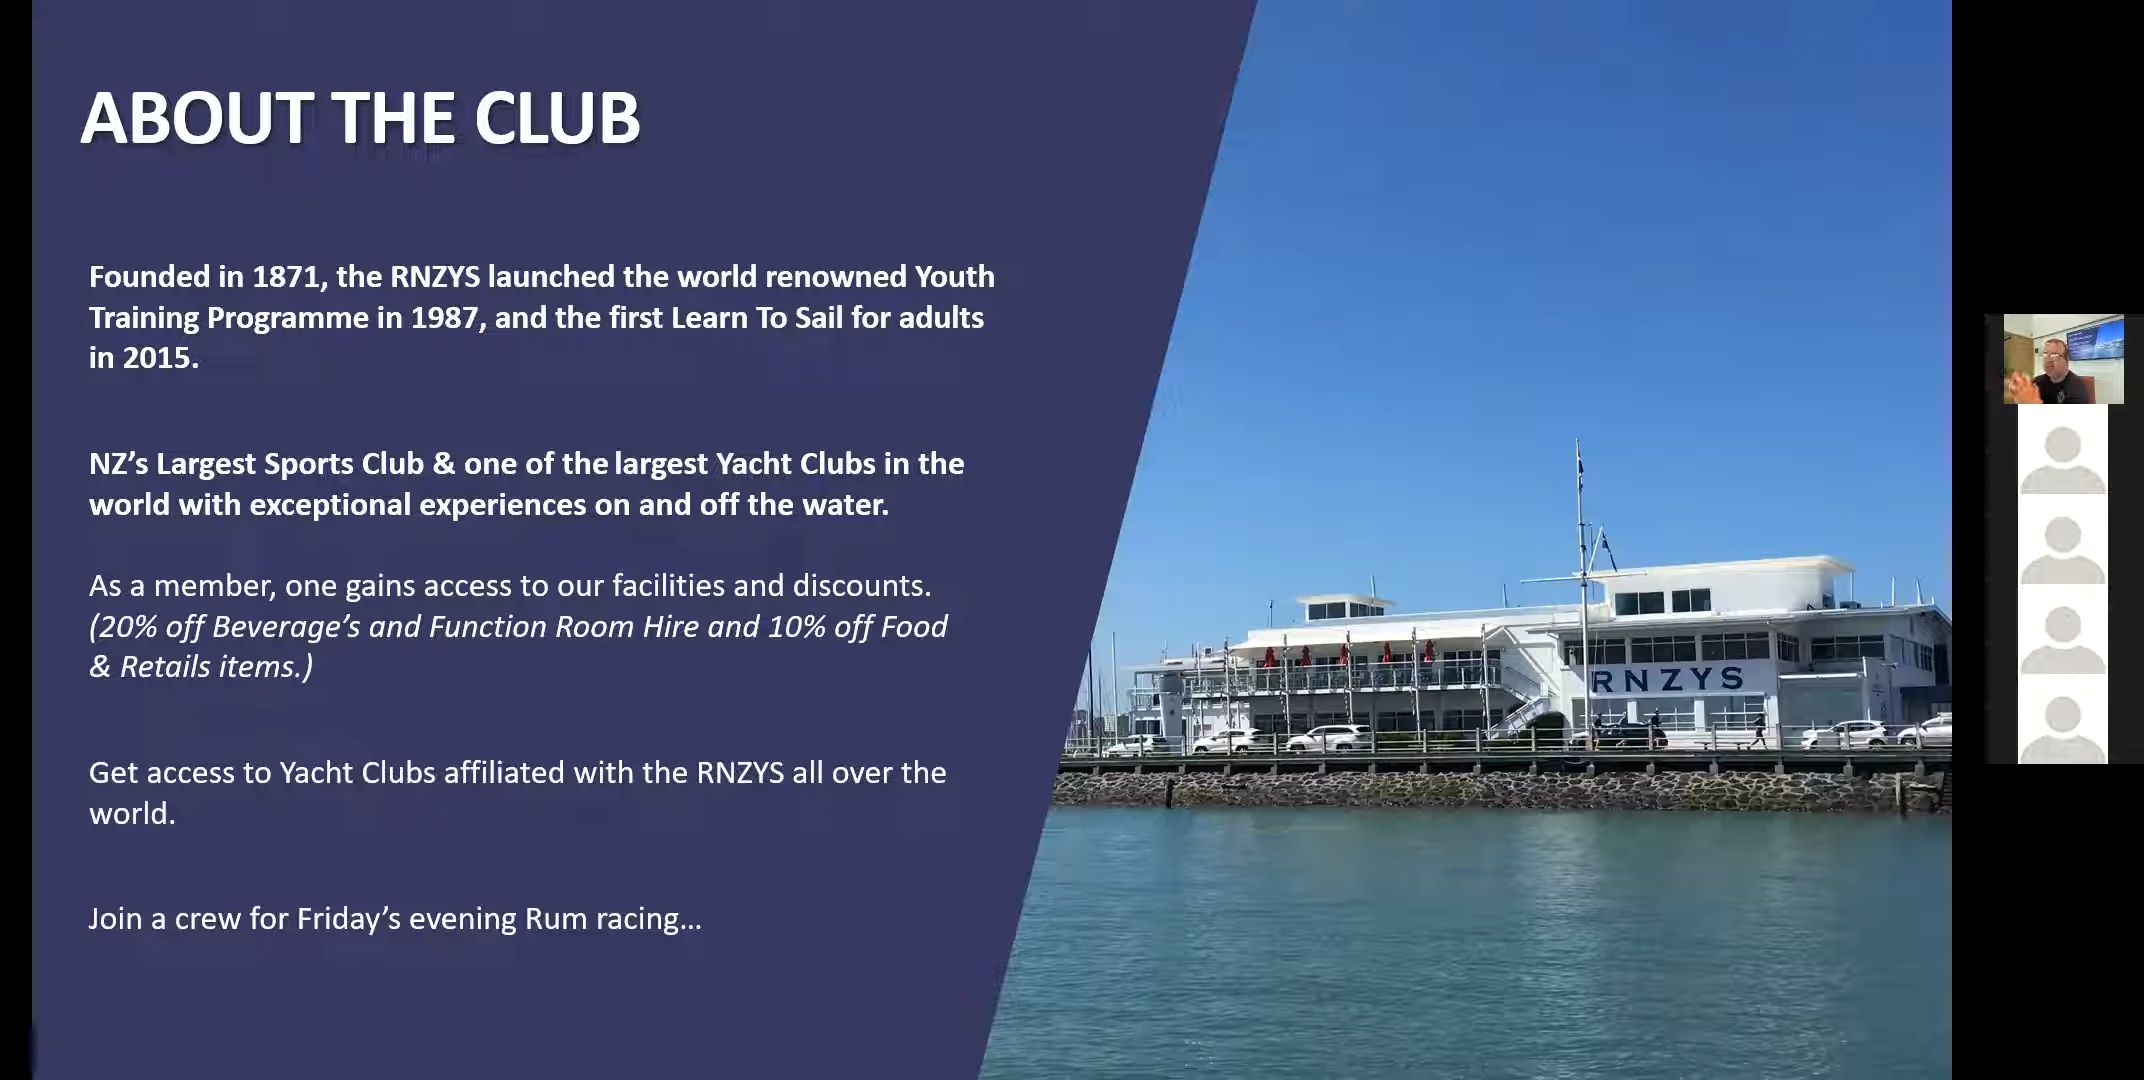 ABOUT THE CLUB
Founded in 1871, the RNZYS launched the world renowned Youth
Training Programme in 1987, and the first Learn To Sail for adults
in 2015.
NZ’s Largest Sports Club & one of the largest Yacht Clubs in the
world with exceptional experiences on and off the water.
As a member, one gains access to our facilities and discounts.
(20% off Beverage’s and Function Room Hire and 10% off Food
& Retails items.)
Get access to Yacht Clubs affiliated with the RNZYS all over the
world.
Join a crew for Friday’s evening Rum racing…
RNZYS